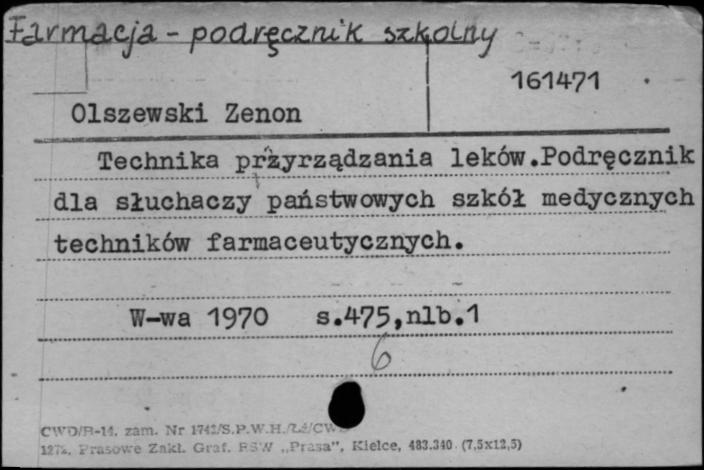 Farmacja - podręcznik szkolny
161471
Olszewski Zenon
Technika przyrządzania leków.Podręcznik
dla słuchaczy państwowych szkół medycznych
techników farmaceutycznych.
W-wa 1970 s.475,nlb.1
6
CWD/B-14. zam. Nr 1742/S.P.W.H.
Prasowe Zakł. Graf. RSW „Prasa", Kielce, 483.340 (7,5x12,5)